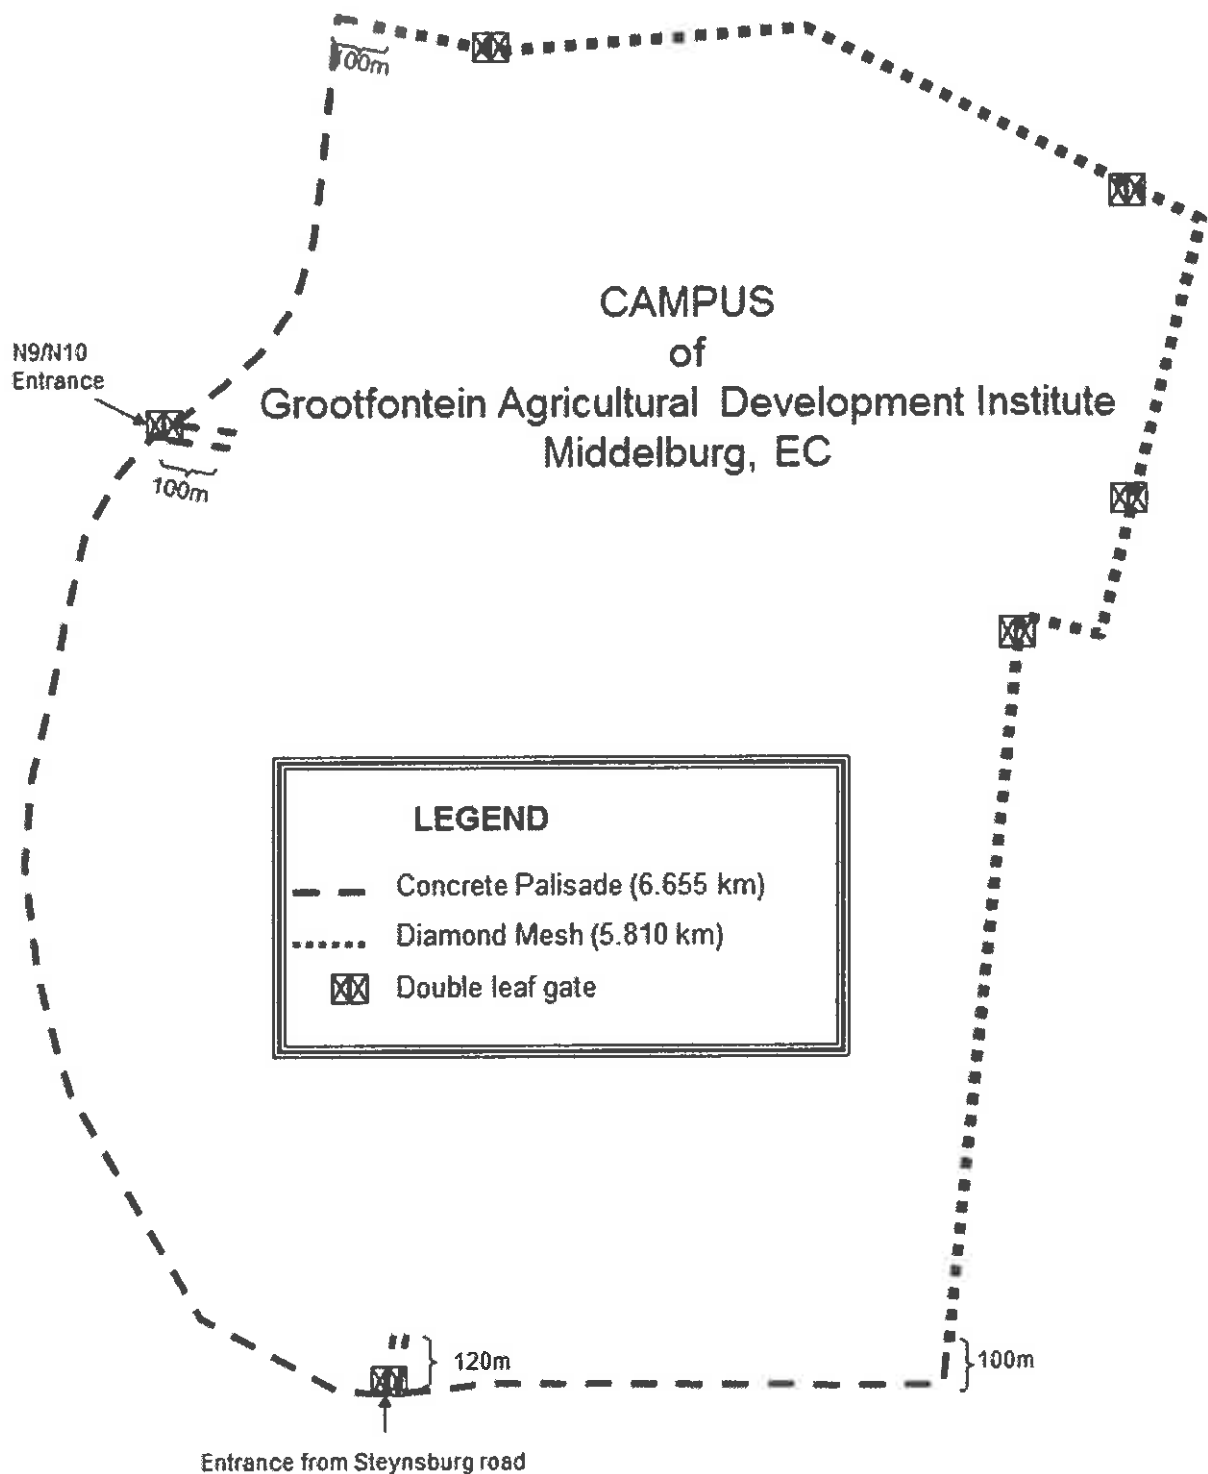 100m
CAMPUS
of
Grootfontein Agricultural Development Institute
Middelburg, EC
N9/N10
Entrance
100m
LEGEND
Concrete Palisade (6.655 km)
Diamond Mesh (5.810 km)
Double leaf gate
120m
100m
Entrance from Steynsburg road